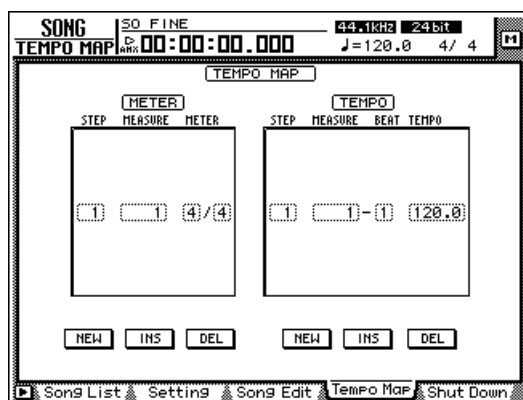 SONG SO FINE 44.1kHz 24bit M
TEMPO MAP ABS 00:00:00.000 ♩=120.0 4/ 4
TEMPO MAP
METER TEMPO
STEP MEASURE METER STEP MEASURE BEAT TEMPO
1 1 4/4 1 1-1 120.0
NEW INS DEL NEW INS DEL
Song List Setting Song Edit Tempo Map Shut Down